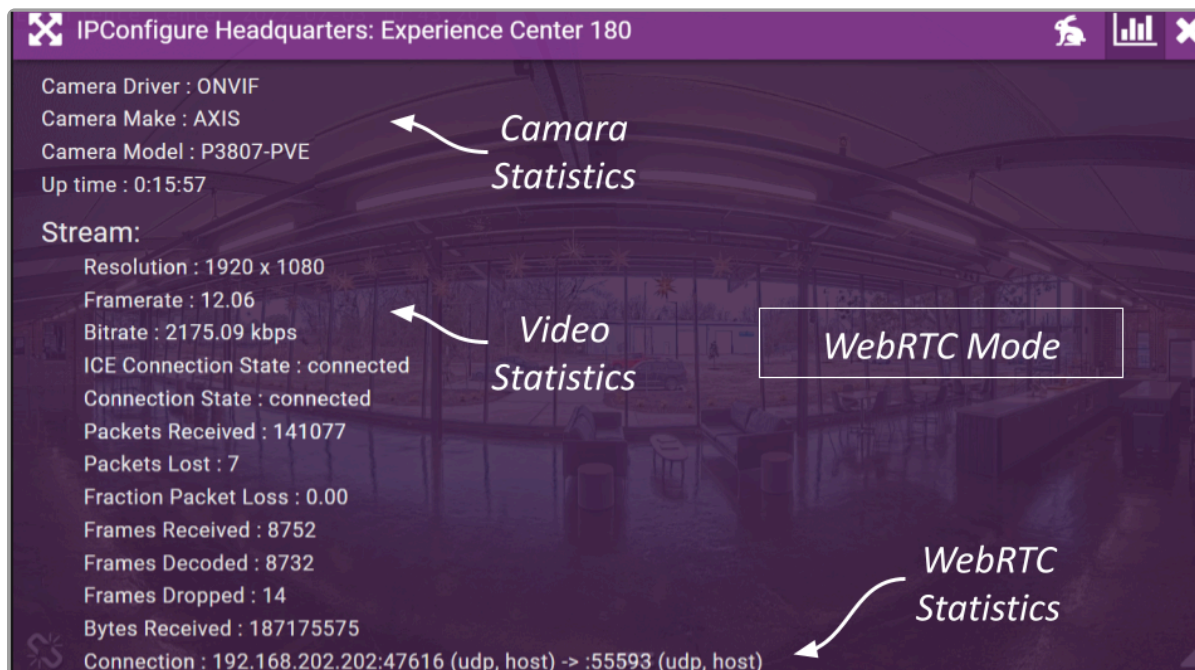 IPConfigure Headquarters: Experience Center 180
Camera Driver : ONVIF
Camera Make : AXIS
Camera Model : P3807-PVE
Up time : 0:15:57
Camara
Statistics
Stream:
Resolution : 1920 x 1080
Framerate : 12.06
Bitrate : 2175.09 kbps
ICE Connection State : connected
Connection State : connected
Packets Received : 141077
Packets Lost : 7
Fraction Packet Loss : 0.00
Frames Received : 8752
Frames Decoded : 8732
Frames Dropped : 14
Bytes Received : 187175575
Connection : 192.168.202.202:47616 (udp, host) -> :55593 (udp, host)
Video
Statistics
WebRTC Mode
WebRTC
Statistics